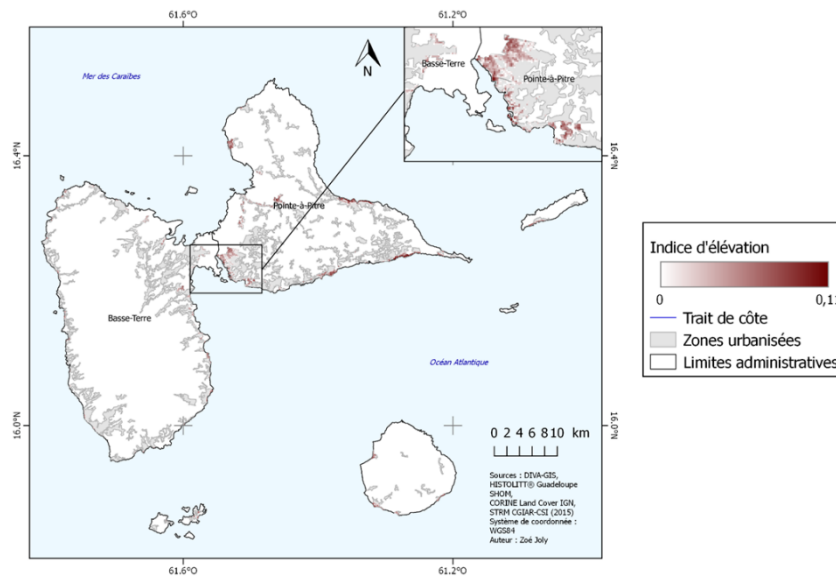 61.6°O
61.2°O
Mer des Caraïbes
N
Basse-Terre
Pointe-à-Pitre
16.4°N
16.4°N
Pointe-à-Pitre
Basse-Terre
Océan Atlantique
16.0°N
16.0°N
0 2 4 6 8 10 km
Sources : DIVA-GIS,
HISTOLITT® Guadeloupe
SHOM,
CORINE Land Cover IGN,
STRM CGIAR-CSI (2015)
Système de coordonnée :
WGS84
Auteur : Zoé Joly
61.6°O
61.2°O
Indice d'élévation
0
Trait de côte
Zones urbanisées
Limites administratives